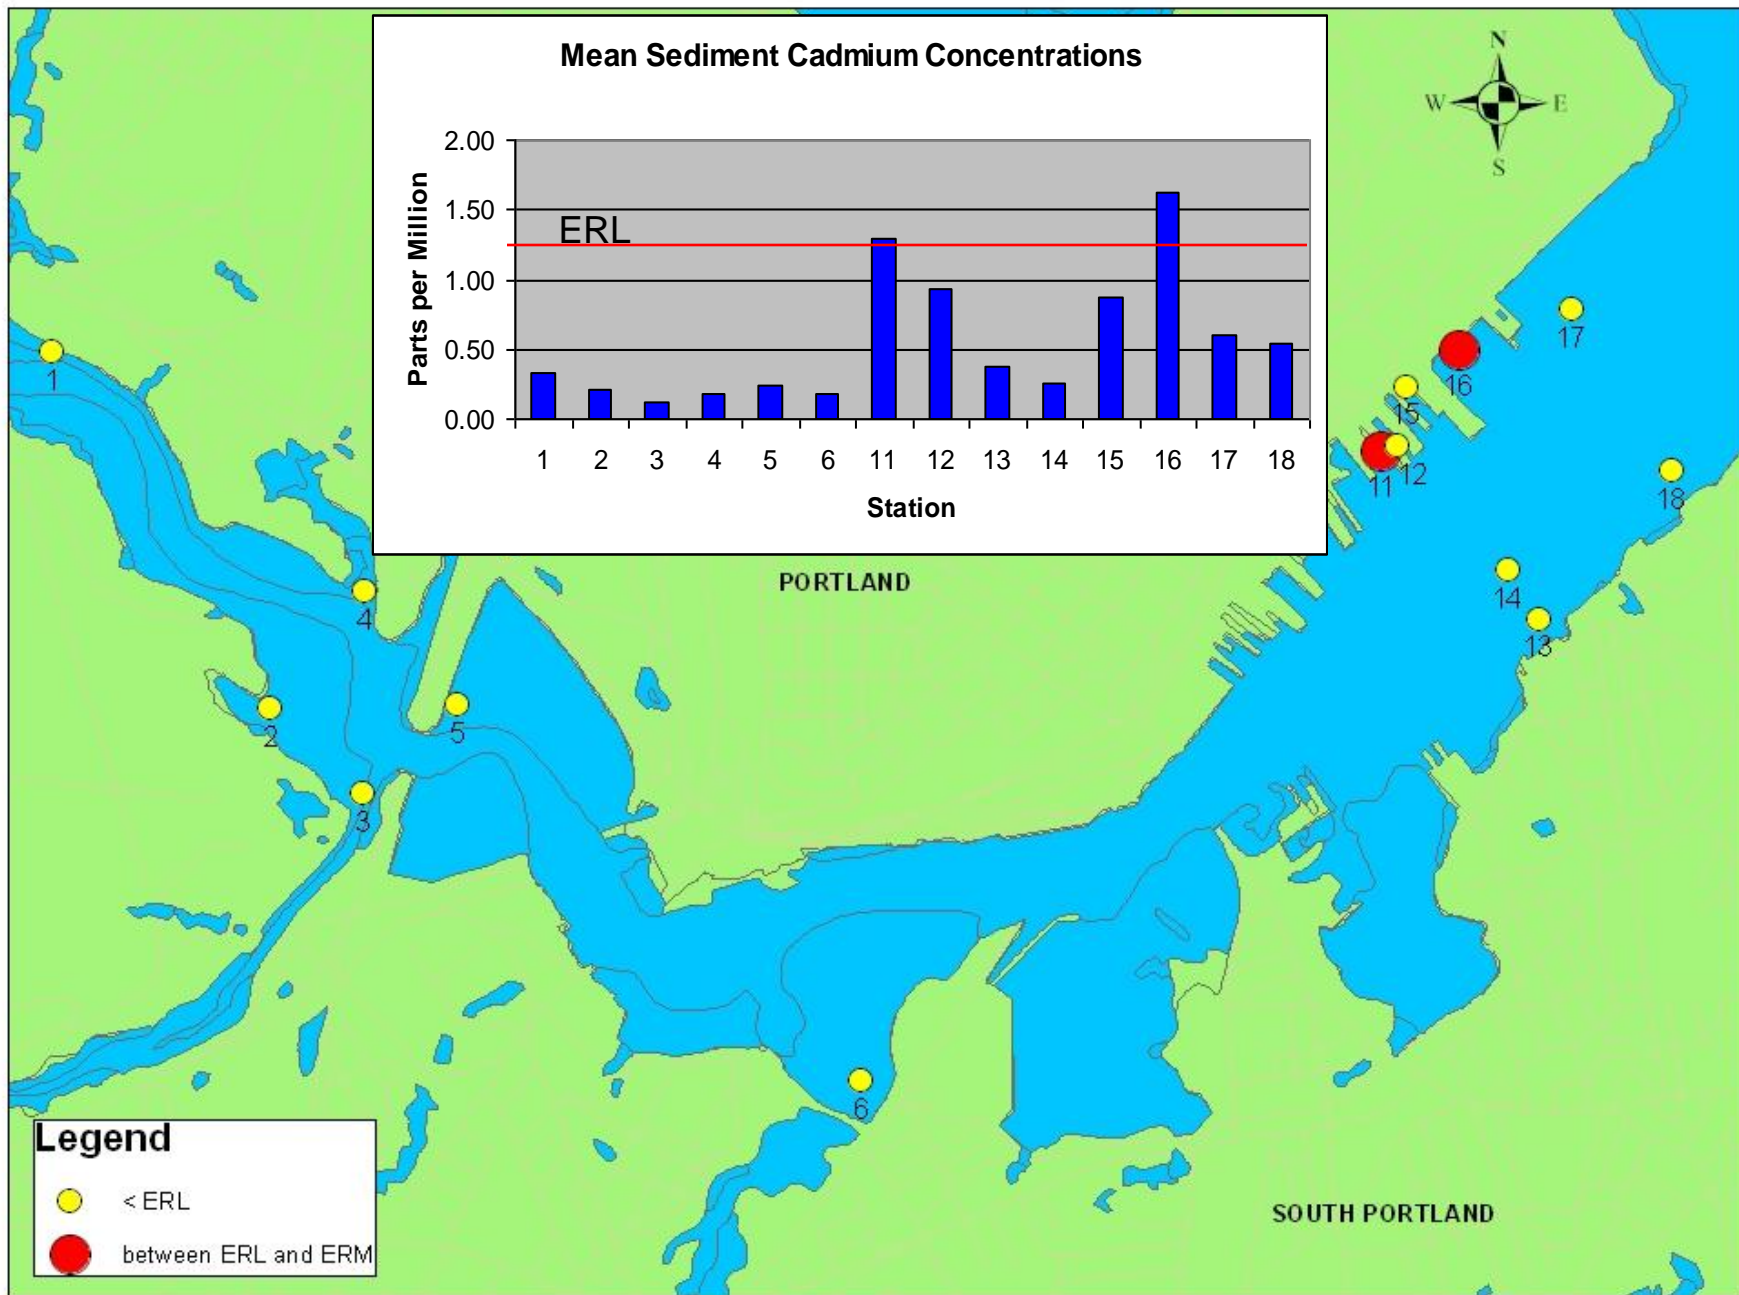 Mean Sediment Cadmium Concentrations
N
W E
S
2.00
1.50
1.00
0.50
0.00
Parts per Million
ERL
1 2 3 4 5 6 11 12 13 14 15 16 17 18
Station
1
17
16
15
12
11
18
14
13
4
2
5
3
6
PORTLAND
SOUTH PORTLAND
Legend
< ERL
between ERL and ERM